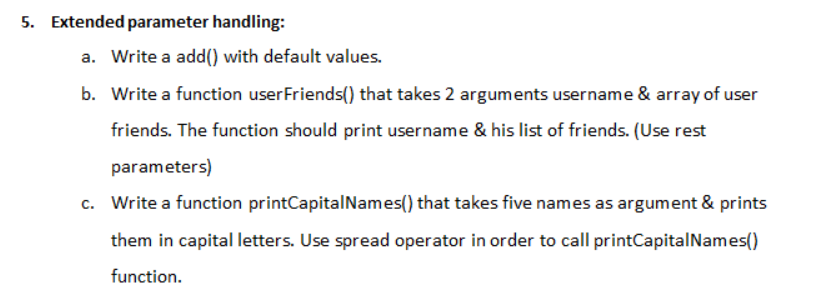 5. Extended parameter handling:
a. Write a add() with default values.
b. Write a function userFriends() that takes 2 arguments username & array of user
friends. The function should print username & his list of friends. (Use rest
parameters)
c. Write a function printCapitalNames() that takes five names as argument & prints
them in capital letters. Use spread operator in order to call printCapitalNames()
function.